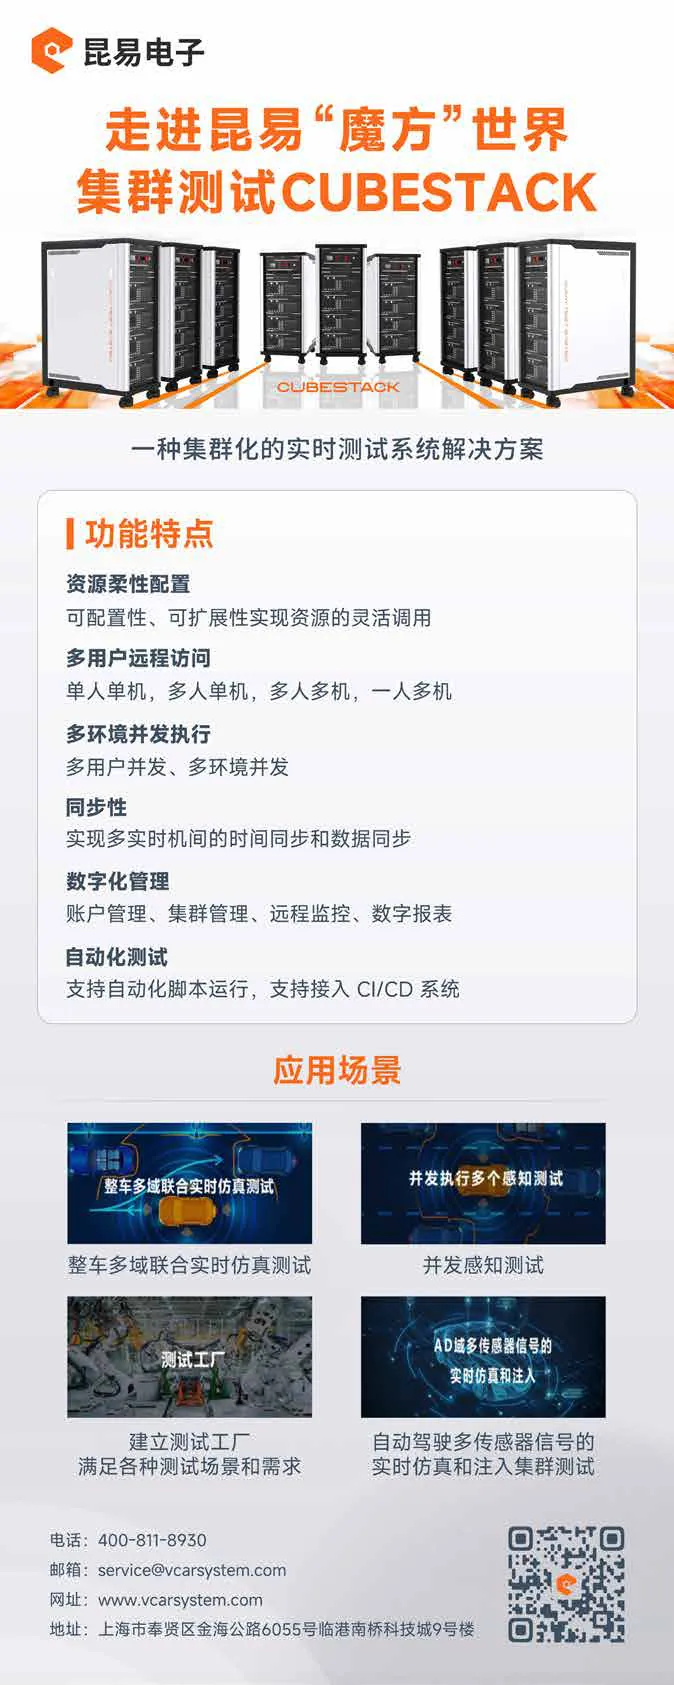 昆易电子
走进昆易“魔方”世界
集群测试CUBESTACK
CUBESTACK
一种集群化的实时测试系统解决方案
功能特点
资源柔性配置
可配置性、可扩展性实现资源的灵活调用
多用户远程访问
单人单机，多人单机，多人多机，一人多机
多环境并发执行
多用户并发、多环境并发
同步性
实现多实时机间的时间同步和数据同步
数字化管理
账户管理、集群管理、远程监控、数字报表
自动化测试
支持自动化脚本运行，支持接入 CI/CD 系统
应用场景
整车多域联合实时仿真测试
整车多域联合实时仿真测试
并发执行多个感知测试
并发感知测试
测试工厂
建立测试工厂
满足各种测试场景和需求
AD域多传感器信号的
实时仿真和注入
自动驾驶多传感器信号的
实时仿真和注入集群测试
电话：400-811-8930
邮箱：service@vcarsystem.com
网址：www.vcarsystem.com
地址：上海市奉贤区金海公路6055号临港南桥科技城9号楼